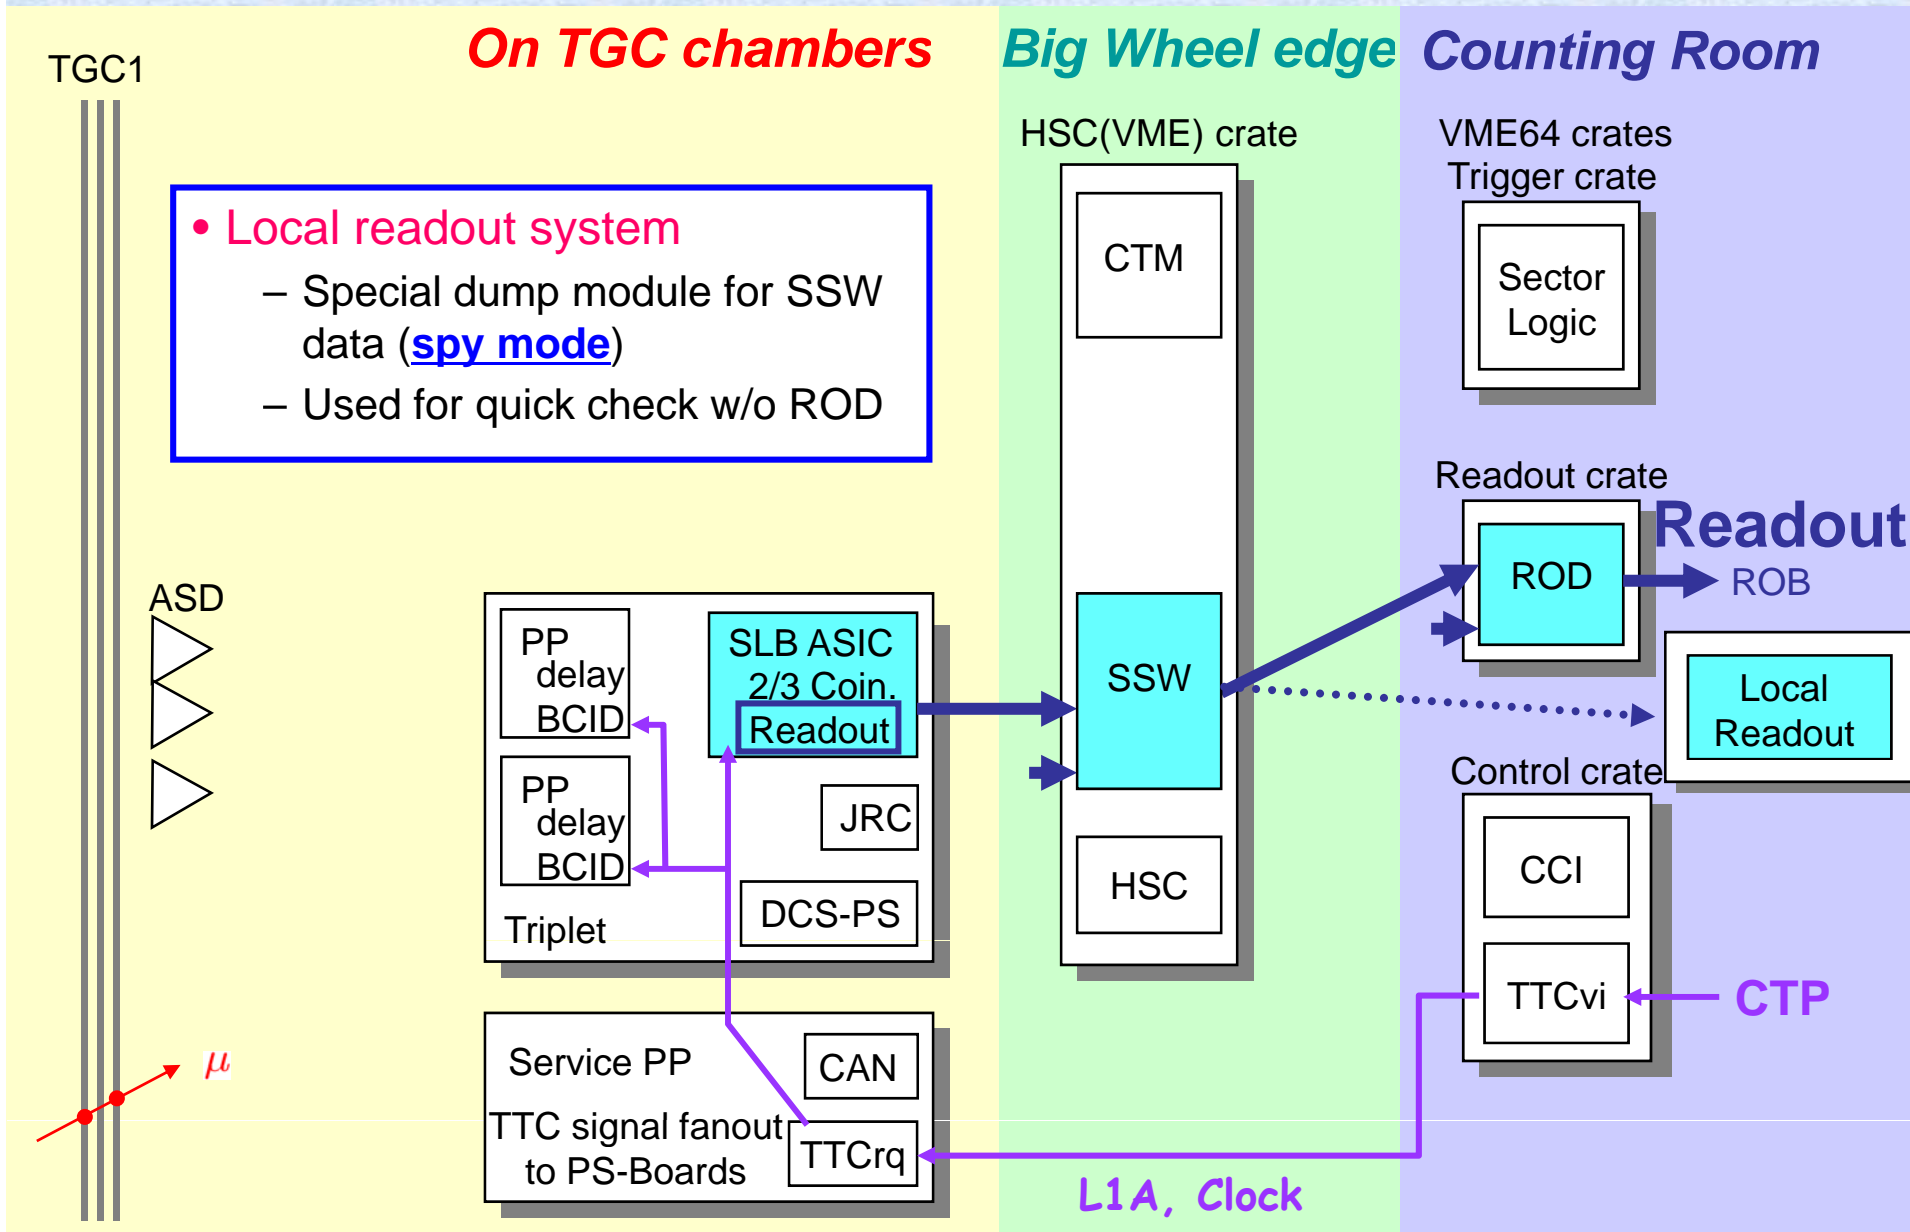 On TGC chambers
Big Wheel edge
Counting Room
TGC1
HSC(VME) crate
VME64 crates
Trigger crate
• Local readout system
– Special dump module for SSW
data (spy mode)
– Used for quick check w/o ROD
CTM
Sector
Logic
Readout crate
Readout
ROD
ROB
ASD
PP
delay
BCID
SLB ASIC
2/3 Coin.
Readout
SSW
Local
Readout
PP
delay
BCID
JRC
Control crate
CCI
HSC
DCS-PS
Triplet
TTCvi
CTP
μ
Service PP
CAN
TTC signal fanout
to PS-Boards
TTCrq
L1A, Clock